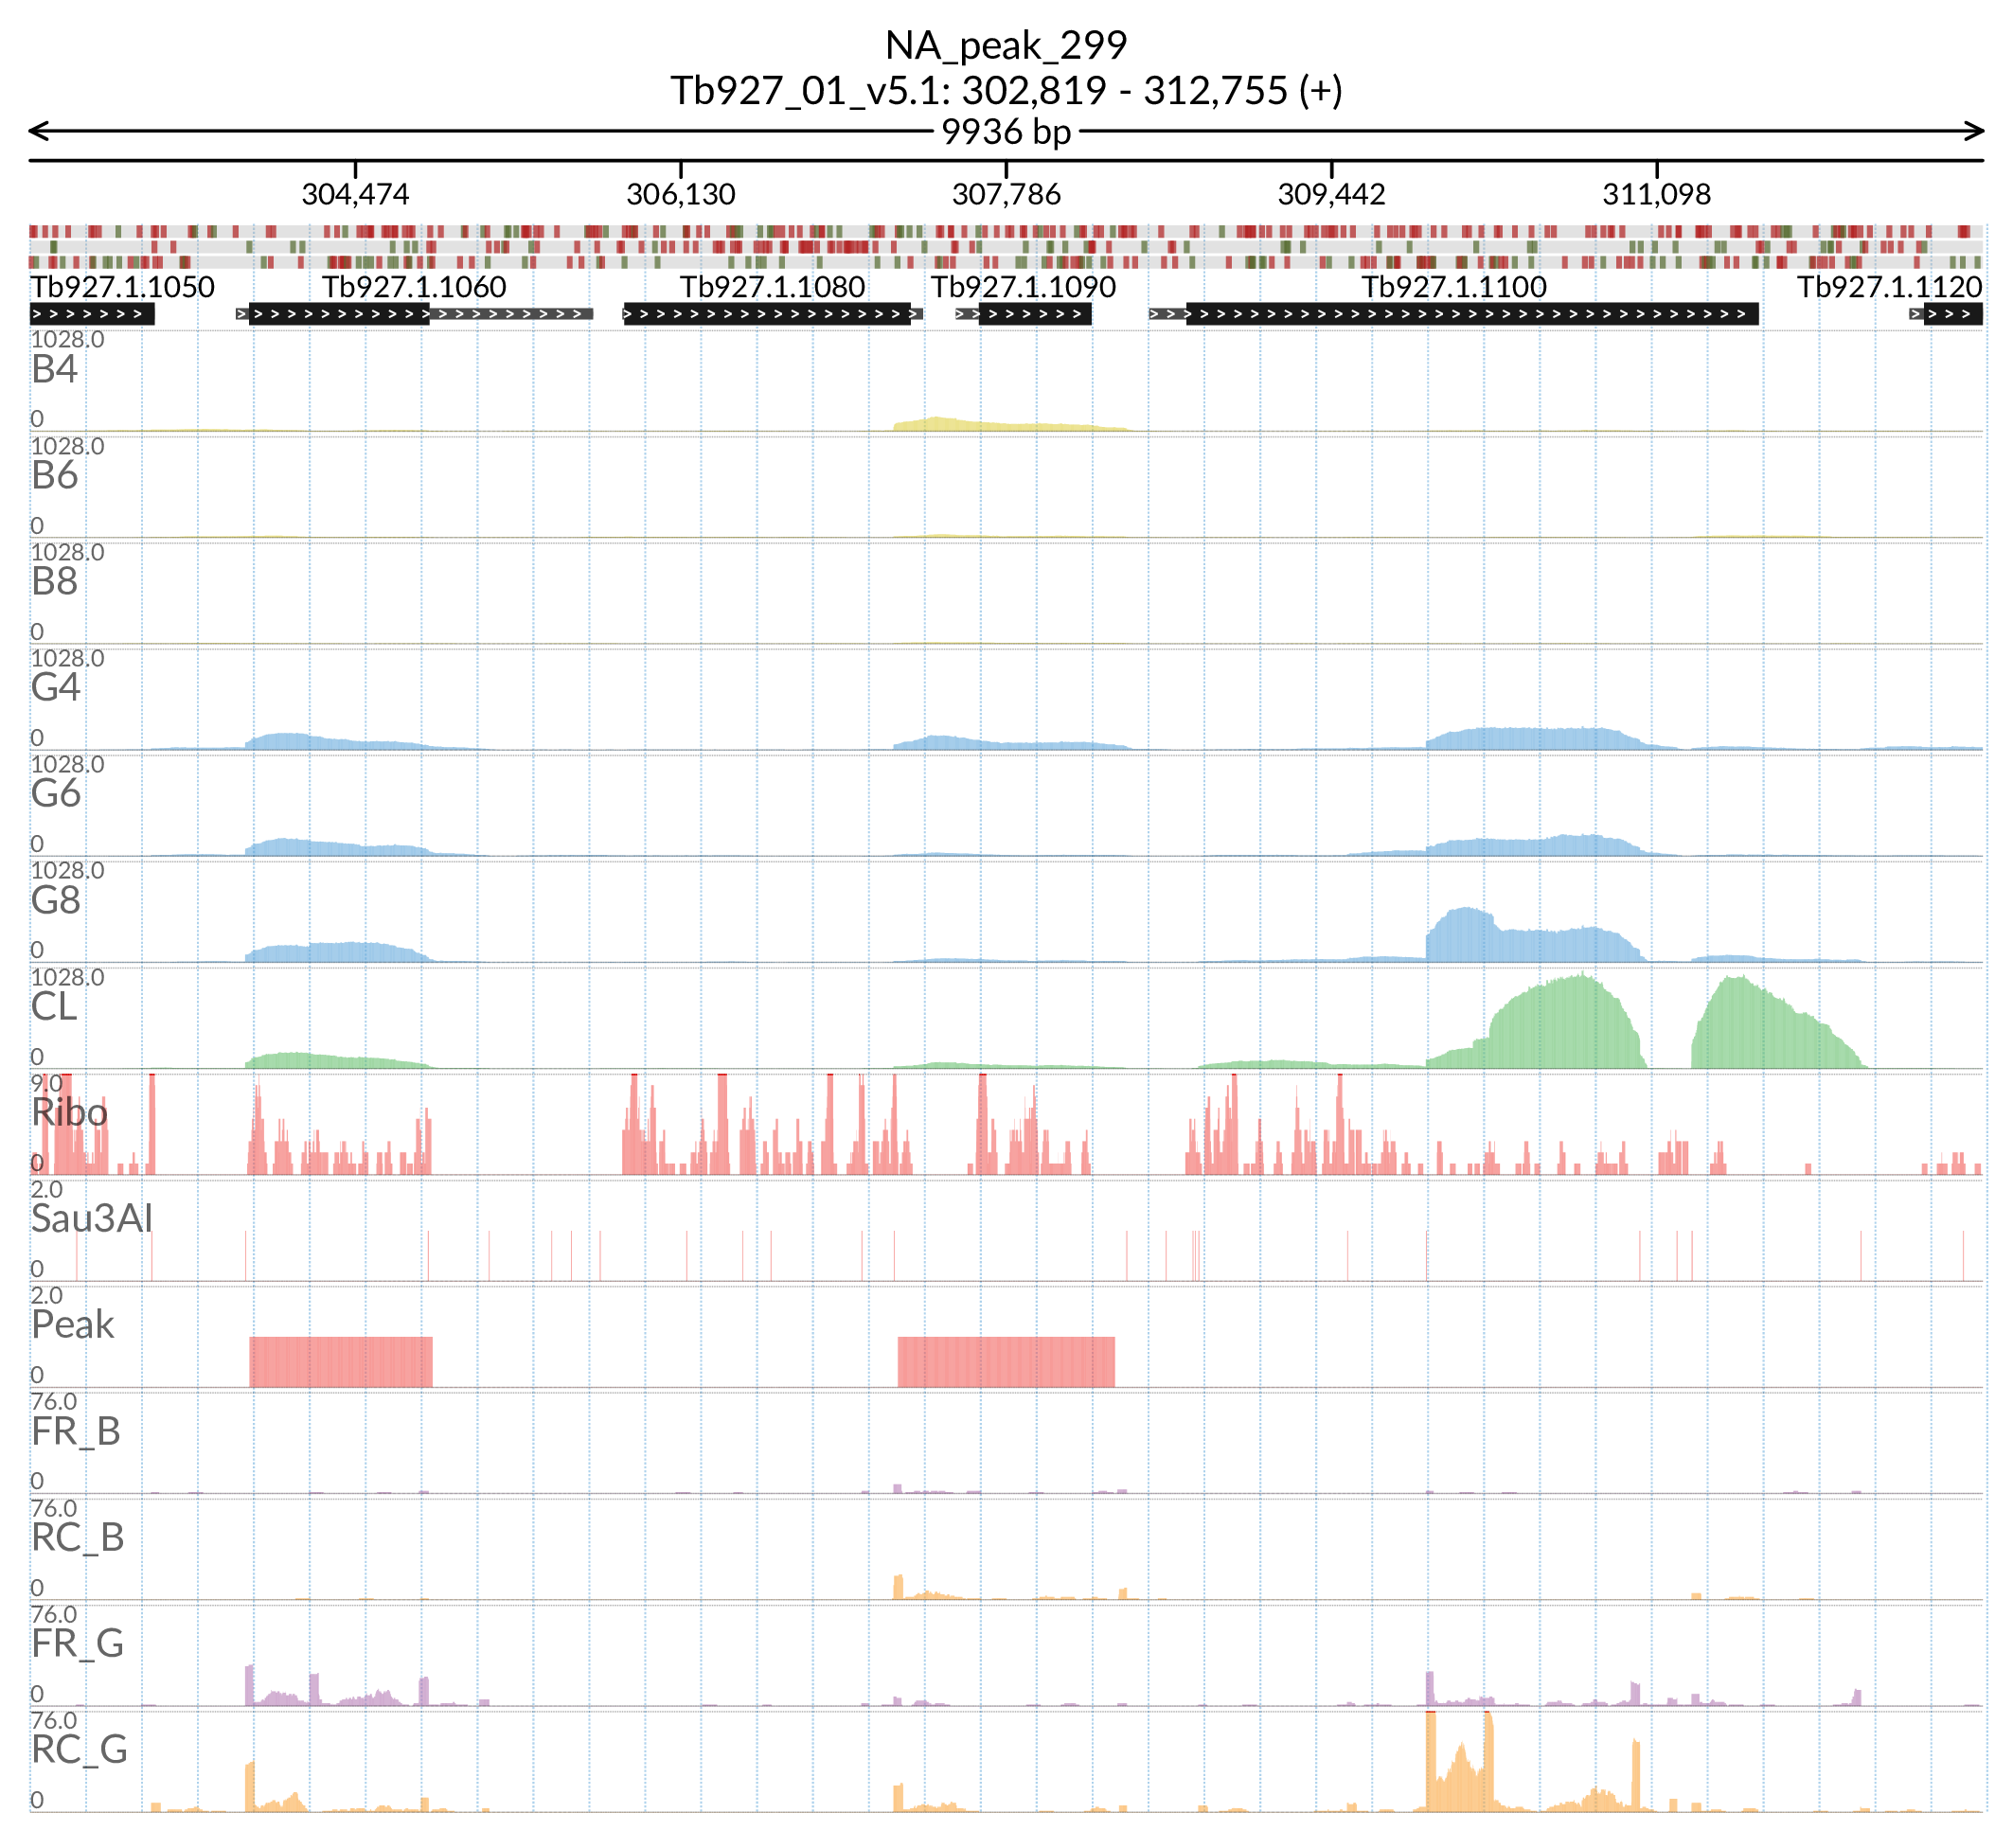 NA_peak_299
Tb927_01_v5.1: 302,819 - 312,755 (+)
9936 bp
304,474 306,130 307,786 309,442 311,098
Tb927.1.1050 Tb927.1.1060 Tb927.1.1080 Tb927.1.1090 Tb927.1.1100 Tb927.1.1120
1028.0
B4
0
1028.0
B6
0
1028.0
B8
0
1028.0
G4
0
1028.0
G6
0
1028.0
G8
0
1028.0
CL
0
9.0
Ribo
0
2.0
Sau3AI
0
2.0
Peak
0
76.0
FR_B
0
76.0
RC_B
0
76.0
FR_G
0
76.0
RC_G
0